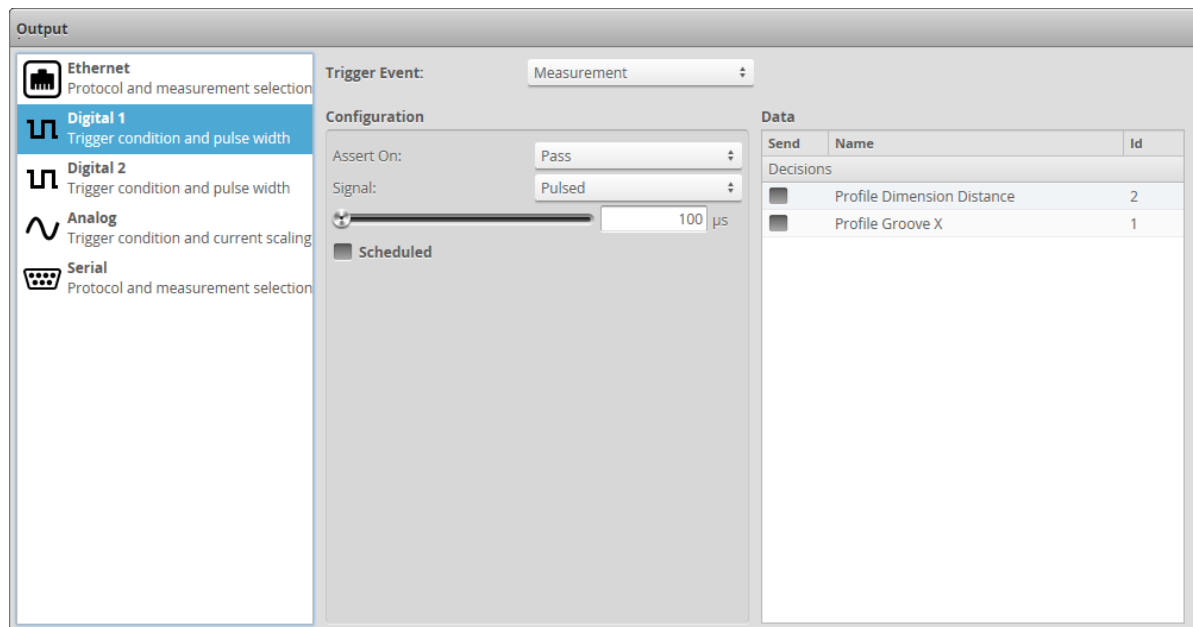 Output
Ethernet
Protocol and measurement selection
Digital 1
Trigger condition and pulse width
Digital 2
Trigger condition and pulse width
Analog
Trigger condition and current scaling
Serial
Protocol and measurement selection
Trigger Event: Measurement
Configuration
Assert On: Pass
Signal: Pulsed
100 µs
Scheduled
Data
Send Name Id
Decisions
Profile Dimension Distance 2
Profile Groove X 1